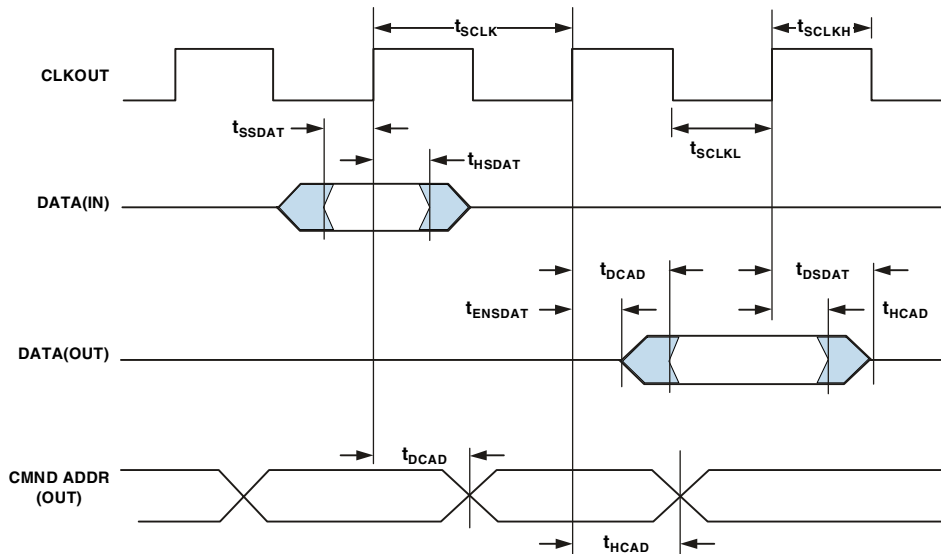 tSCLK
tSCLKH
CLKOUT
tSSDAT
tSCLKL
tHSDAT
DATA(IN)
tDCAD
tDSDAT
tENSDAT
tHCAD
DATA(OUT)
tDCAD
CMND ADDR
(OUT)
tHCAD